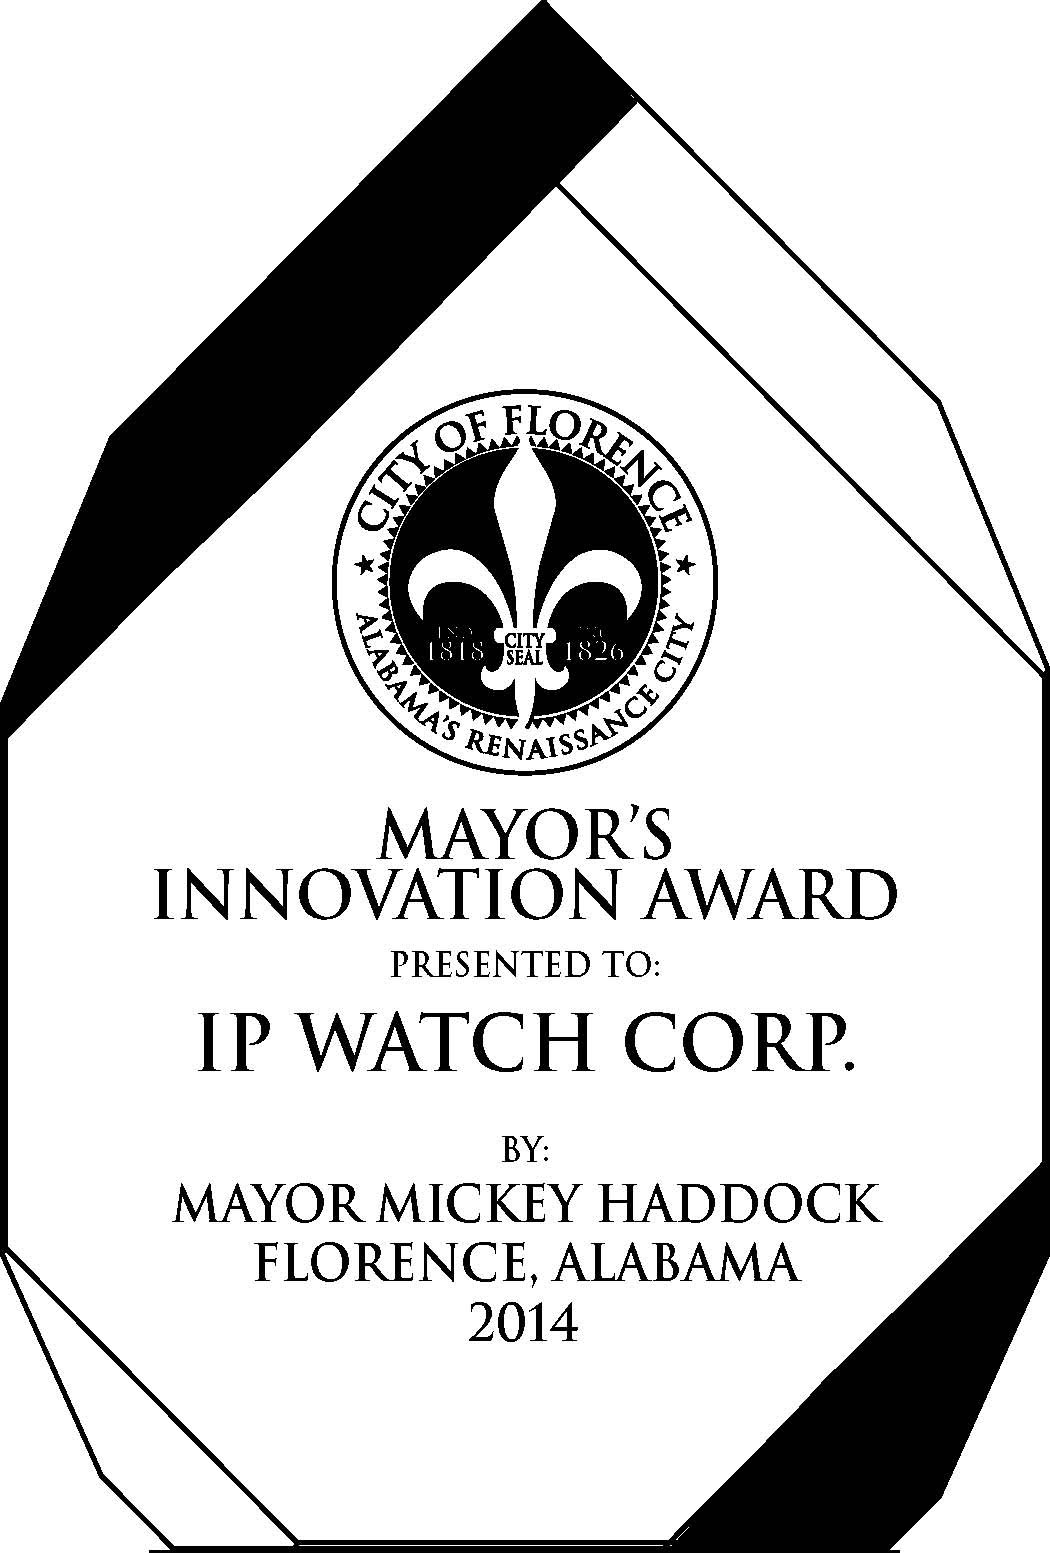 CITY OF FLORENCE
1818
CITY
SEAL
1826
ALABAMA'S RENAISSANCE CITY
MAYOR'S
INNOVATION AWARD
PRESENTED TO:
IP WATCH CORP.
BY:
MAYOR MICKEY HADDOCK
FLORENCE, ALABAMA
2014